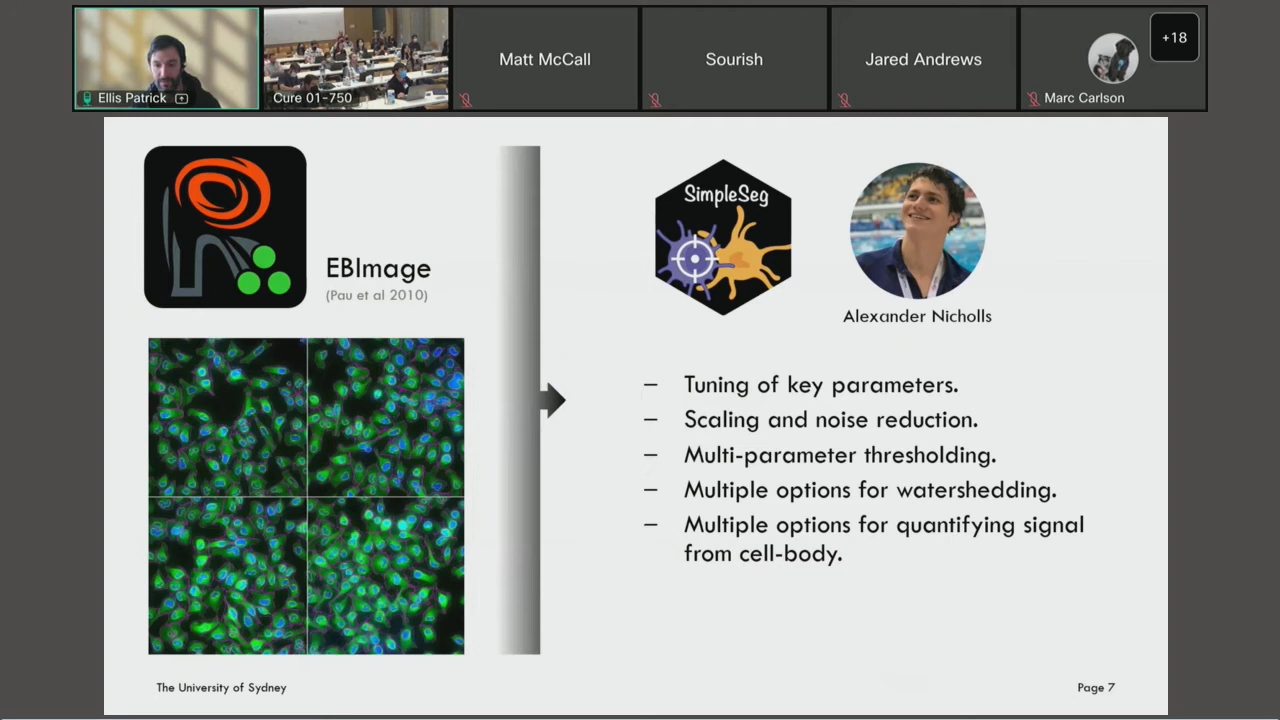 Ellis Patrick
Cure 01-750
Matt McCall
Sourish
Jared Andrews
Marc Carlson
+18
EBImage
(Pau et al 2010)
SimpleSeg
Alexander Nicholls
– Tuning of key parameters.
– Scaling and noise reduction.
– Multi-parameter thresholding.
– Multiple options for watershedding.
– Multiple options for quantifying signal
from cell-body.
The University of Sydney
Page 7